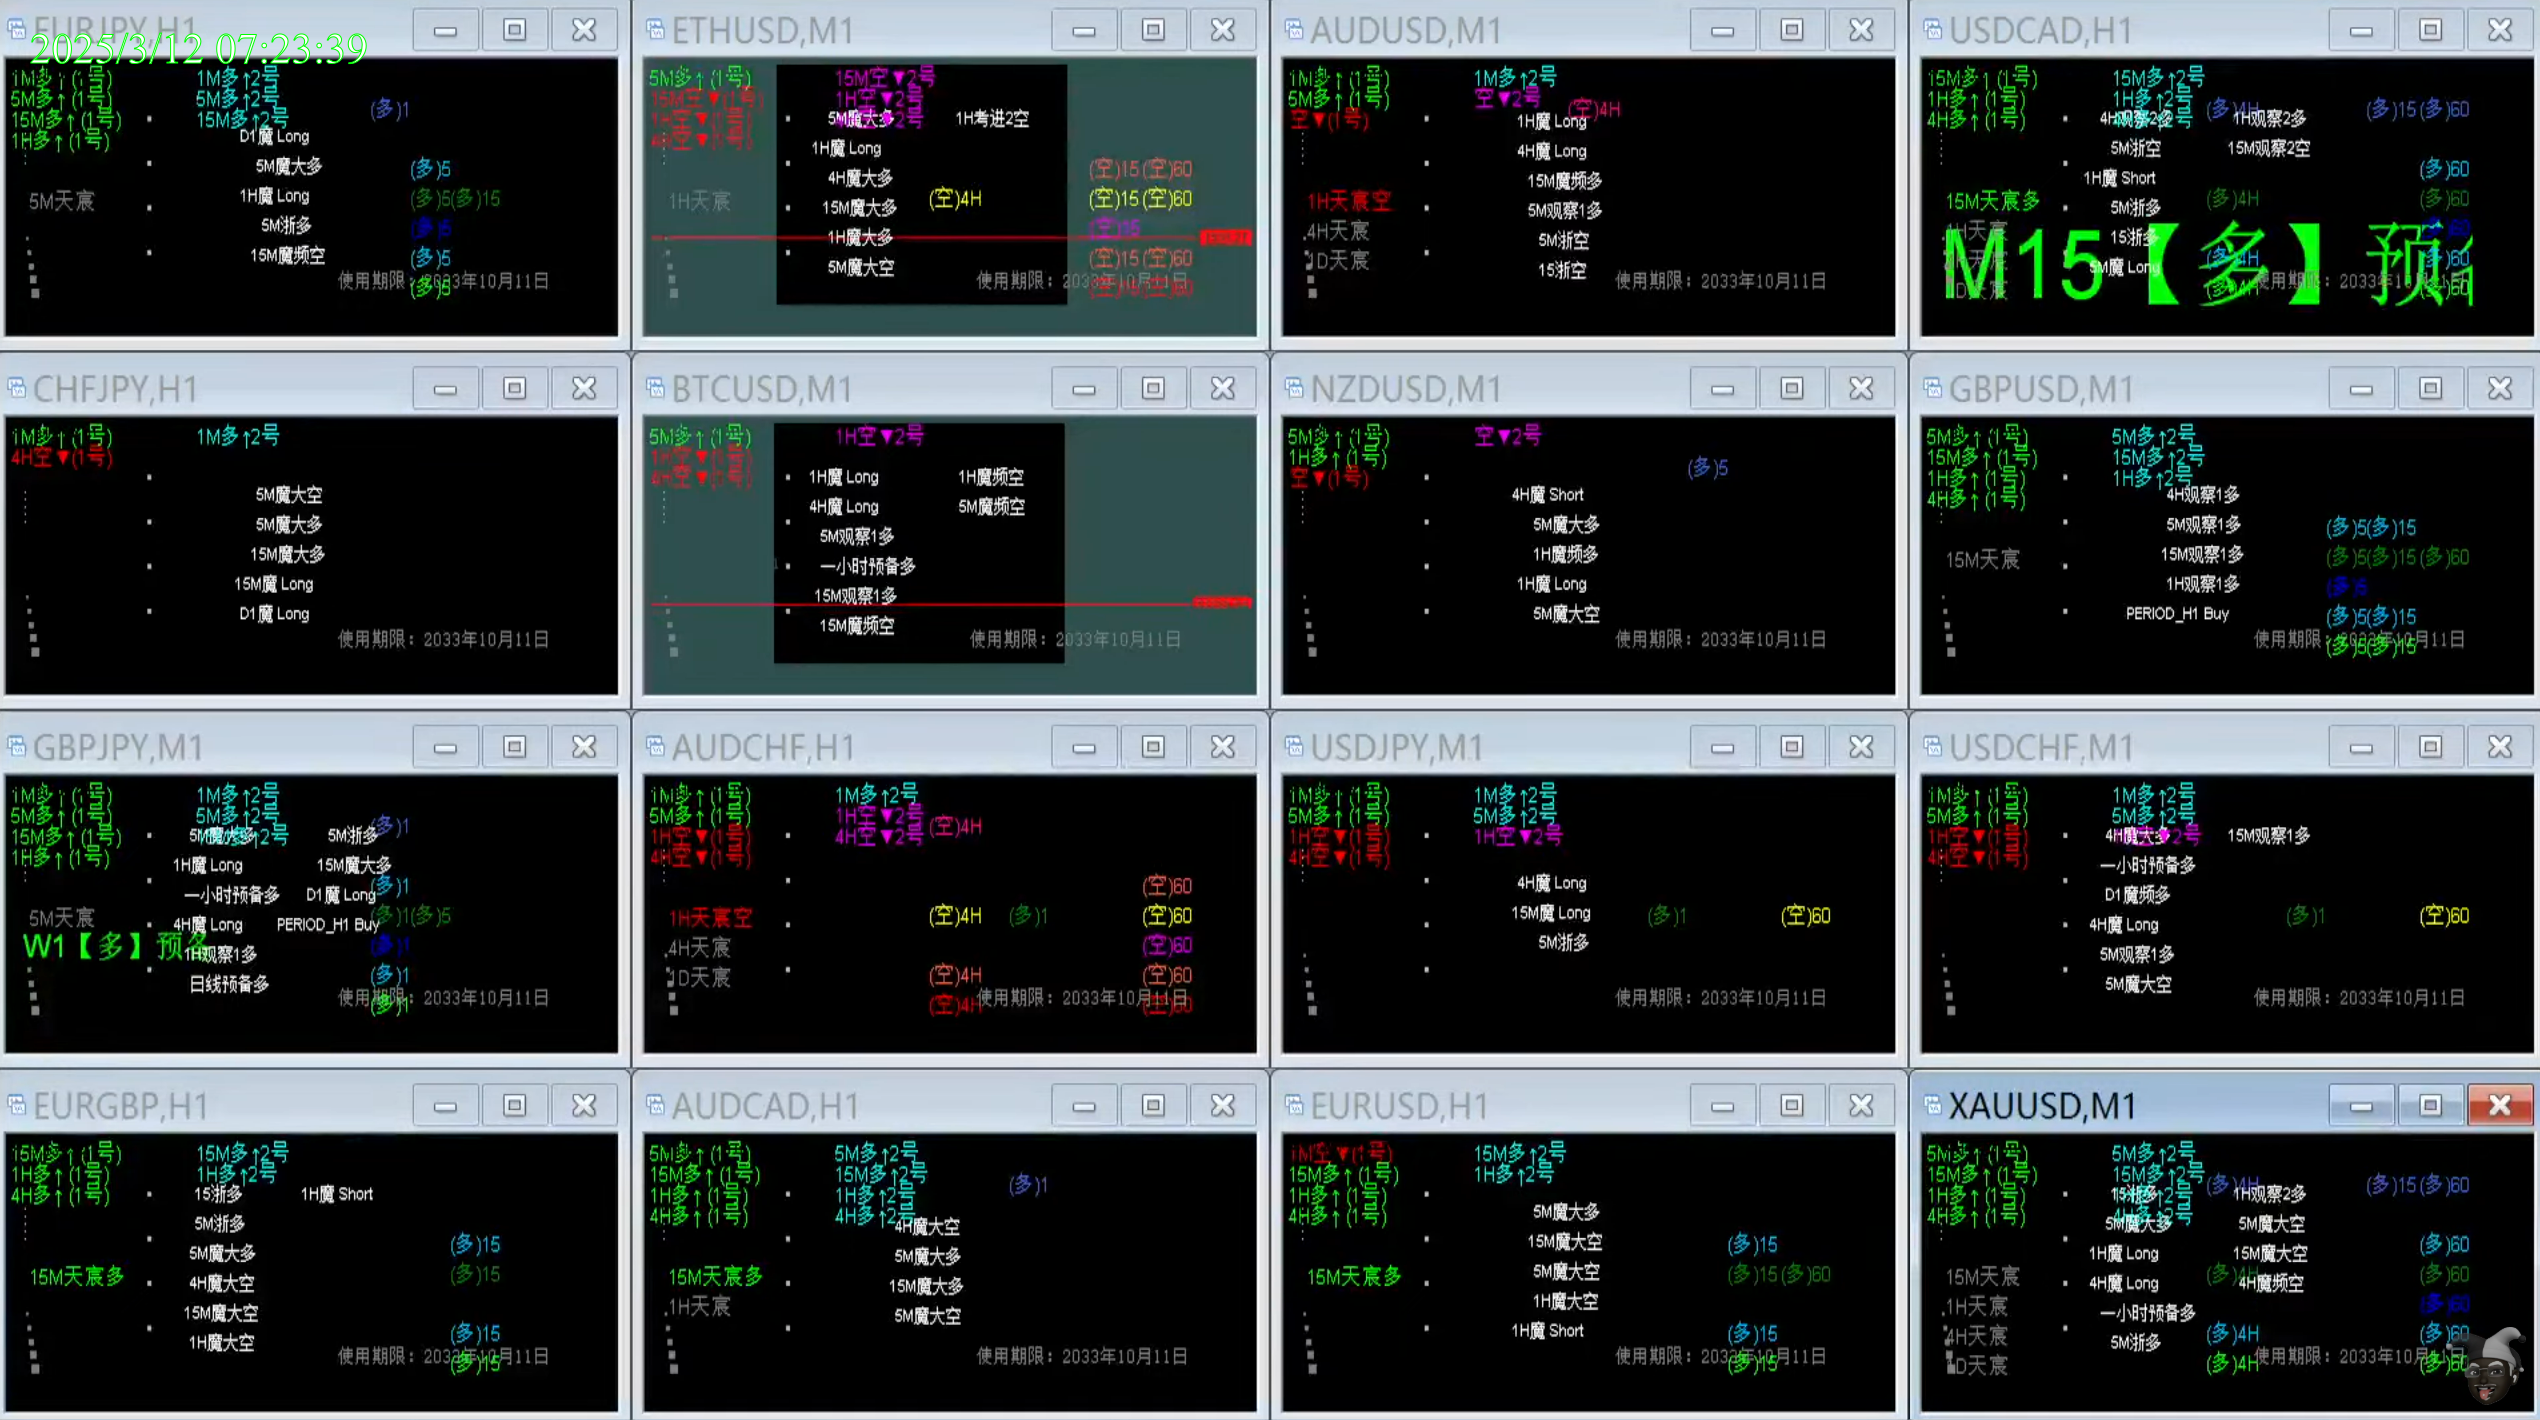 2025/3/12 07:23:39
EURJPY,H1
1M多↑(1号)
5M多↑(1号)
15M多↑(1号)
1H多↑(1号)
1M多↑2号
5M多↑2号
15M多↑2号
(多)1
D1魔 Long
5M魔大多
1H魔 Long
5M浙多
15M魔频空
5M天宸
(多)5
(多)5(多)15
(多)5
(多)5
(多)5
使用期限：2033年10月11日
ETHUSD,M1
5M多↑(1号)
15M空▼(1号)
1H空▼(1号)
4H空▼(1号)
15M空▼2号
1H空▼2号
5M魔大多
1H考进2空
1H魔 Long
4H魔大多
15M魔大多
1H魔大多
5M魔大空
1H天宸
(空)4H
(空)15(空)60
(空)15(空)60
(空)15
(空)15(空)60
(空)15(空)60
使用期限：2033年10月11日
AUDUSD,M1
1M多↑(1号)
5M多↑(1号)
空▼(1号)
1M多↑2号
空▼2号
(空)4H
1H魔 Long
4H魔 Long
15M魔频多
5M观察1多
5M浙空
15浙空
1H天宸空
4H天宸
1D天宸
使用期限：2033年10月11日
USDCAD,H1
15M多↑(1号)
1H多↑(1号)
4H多↑(1号)
15M多↑2号
1H多↑2号
4H多↑2号
(多)4H
(多)15(多)60
4H观察2多
1H观察2多
5M浙空
15M观察2空
1H魔 Short
5M浙多
15浙多
5M魔 Long
15M天宸多
1H天宸
4H天宸
1D天宸
M15【多】预
(多)60
(多)4H
(多)60
(多)60
(多)4H
(多)60
(多)4H
(多)60
使用期限：2033年10月11日
CHFJPY,H1
1M多↑(1号)
4H空▼(1号)
1M多↑2号
5M魔大空
5M魔大多
15M魔大多
15M魔 Long
D1魔 Long
使用期限：2033年10月11日
BTCUSD,M1
5M多↑(1号)
1H空▼(1号)
4H空▼(1号)
1H空▼2号
1H魔 Long
1H魔频空
4H魔 Long
5M魔频空
5M观察1多
一小时预备多
15M观察1多
15M魔频空
使用期限：2033年10月11日
NZDUSD,M1
5M多↑(1号)
1H多↑(1号)
空▼(1号)
空▼2号
(多)5
4H魔 Short
5M魔大多
1H魔频多
1H魔 Long
5M魔大空
使用期限：2033年10月11日
GBPUSD,M1
5M多↑(1号)
15M多↑(1号)
1H多↑(1号)
4H多↑(1号)
5M多↑2号
15M多↑2号
1H多↑2号
4H观察1多
5M观察1多
15M观察1多
1H观察1多
PERIOD_H1 Buy
15M天宸
(多)5(多)15
(多)5(多)15(多)60
(多)5
(多)5(多)15
(多)5(多)15
使用期限：2033年10月11日
GBPJPY,M1
1M多↑(1号)
5M多↑(1号)
15M多↑(1号)
1H多↑(1号)
1M多↑2号
5M多↑2号
15M多↑2号
(多)1
5M魔大多
5M浙多
1H魔 Long
15M魔大多
一小时预备多
D1魔 Long
4H魔 Long
PERIOD_H1 Buy
1H观察1多
日线预备多
5M天宸
W1【多】预备
(多)1
(多)1(多)5
(多)1
(多)1
(多)1
使用期限：2033年10月11日
AUDCHF,H1
1M多↑(1号)
5M多↑(1号)
1H空▼(1号)
4H空▼(1号)
1M多↑2号
1H空▼2号
4H空▼2号
(空)4H
1H天宸空
4H天宸
1D天宸
(空)60
(空)4H
(多)1
(空)60
(空)60
(空)4H
(空)60
(空)4H
(空)60
使用期限：2033年10月11日
USDJPY,M1
1M多↑(1号)
5M多↑(1号)
1H空▼(1号)
4H空▼(1号)
1M多↑2号
5M多↑2号
1H空▼2号
4H魔 Long
15M魔 Long
5M浙多
(多)1
(空)60
使用期限：2033年10月11日
USDCHF,M1
1M多↑(1号)
5M多↑(1号)
1H空▼(1号)
4H空▼(1号)
1M多↑2号
5M多↑2号
1H空▼2号
4H魔大多
15M观察1多
一小时预备多
D1魔频多
4H魔 Long
5M观察1多
5M魔大空
(多)1
(空)60
使用期限：2033年10月11日
EURGBP,H1
15M多↑(1号)
1H多↑(1号)
4H多↑(1号)
15M多↑2号
1H多↑2号
15浙多
1H魔 Short
5M浙多
5M魔大多
4H魔大空
15M魔大空
1H魔大空
15M天宸多
(多)15
(多)15
(多)15
(多)15
使用期限：2033年10月11日
AUDCAD,H1
5M多↑(1号)
15M多↑(1号)
1H多↑(1号)
4H多↑(1号)
5M多↑2号
15M多↑2号
1H多↑2号
4H多↑2号
(多)1
4H魔大空
5M魔大多
15M魔大多
5M魔大空
15M天宸多
1H天宸
使用期限：2033年10月11日
EURUSD,H1
1M空▼(1号)
15M多↑(1号)
1H多↑(1号)
4H多↑(1号)
15M多↑2号
1H多↑2号
5M魔大多
15M魔大空
5M魔大空
1H魔大空
1H魔 Short
15M天宸多
(多)15
(多)15(多)60
(多)15
(多)15
使用期限：2033年10月11日
XAUUSD,M1
5M多↑(1号)
15M多↑(1号)
1H多↑(1号)
4H多↑(1号)
5M多↑2号
15M多↑2号
1H多↑2号
4H多↑2号
(多)4H
(多)15(多)60
15浙多
1H观察2多
5M魔大多
5M魔大空
1H魔 Long
15M魔大空
4H魔 Long
4H魔频空
一小时预备多
5M浙多
15M天宸
1H天宸
4H天宸
1D天宸
(多)60
(多)4H
(多)60
(多)60
(多)4H
(多)60
(多)4H
(多)60
使用期限：2033年10月11日